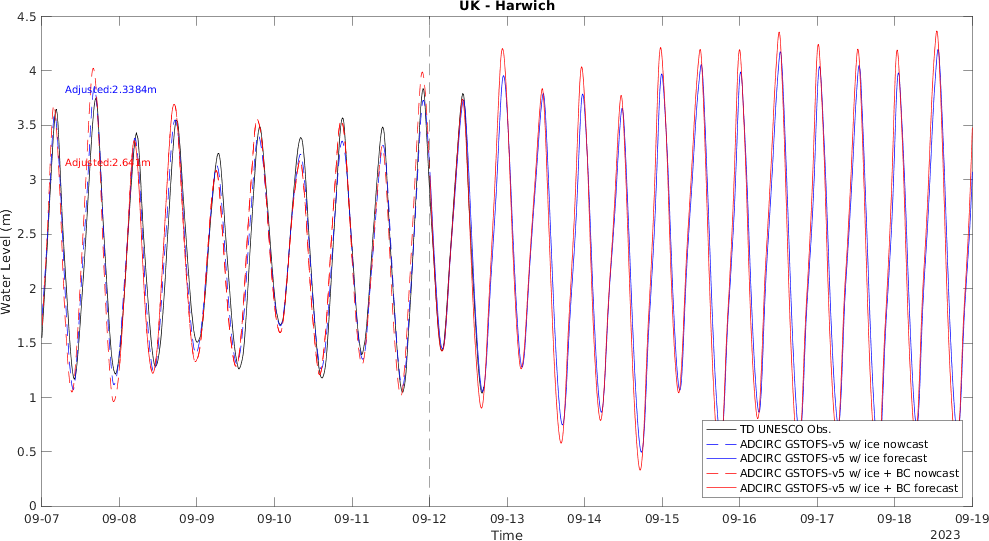 UK - Harwich
4.5
4
3.5
3
2.5
2
1.5
1
0.5
0
Water Level (m)
Adjusted:2.3384m
Adjusted:2.641m
TD UNESCO Obs.
ADCIRC GSTOFS-v5 w/ ice nowcast
ADCIRC GSTOFS-v5 w/ ice forecast
ADCIRC GSTOFS-v5 w/ ice + BC nowcast
ADCIRC GSTOFS-v5 w/ ice + BC forecast
09-07 09-08 09-09 09-10 09-11 09-12 09-13 09-14 09-15 09-16 09-17 09-18 09-19
Time
2023